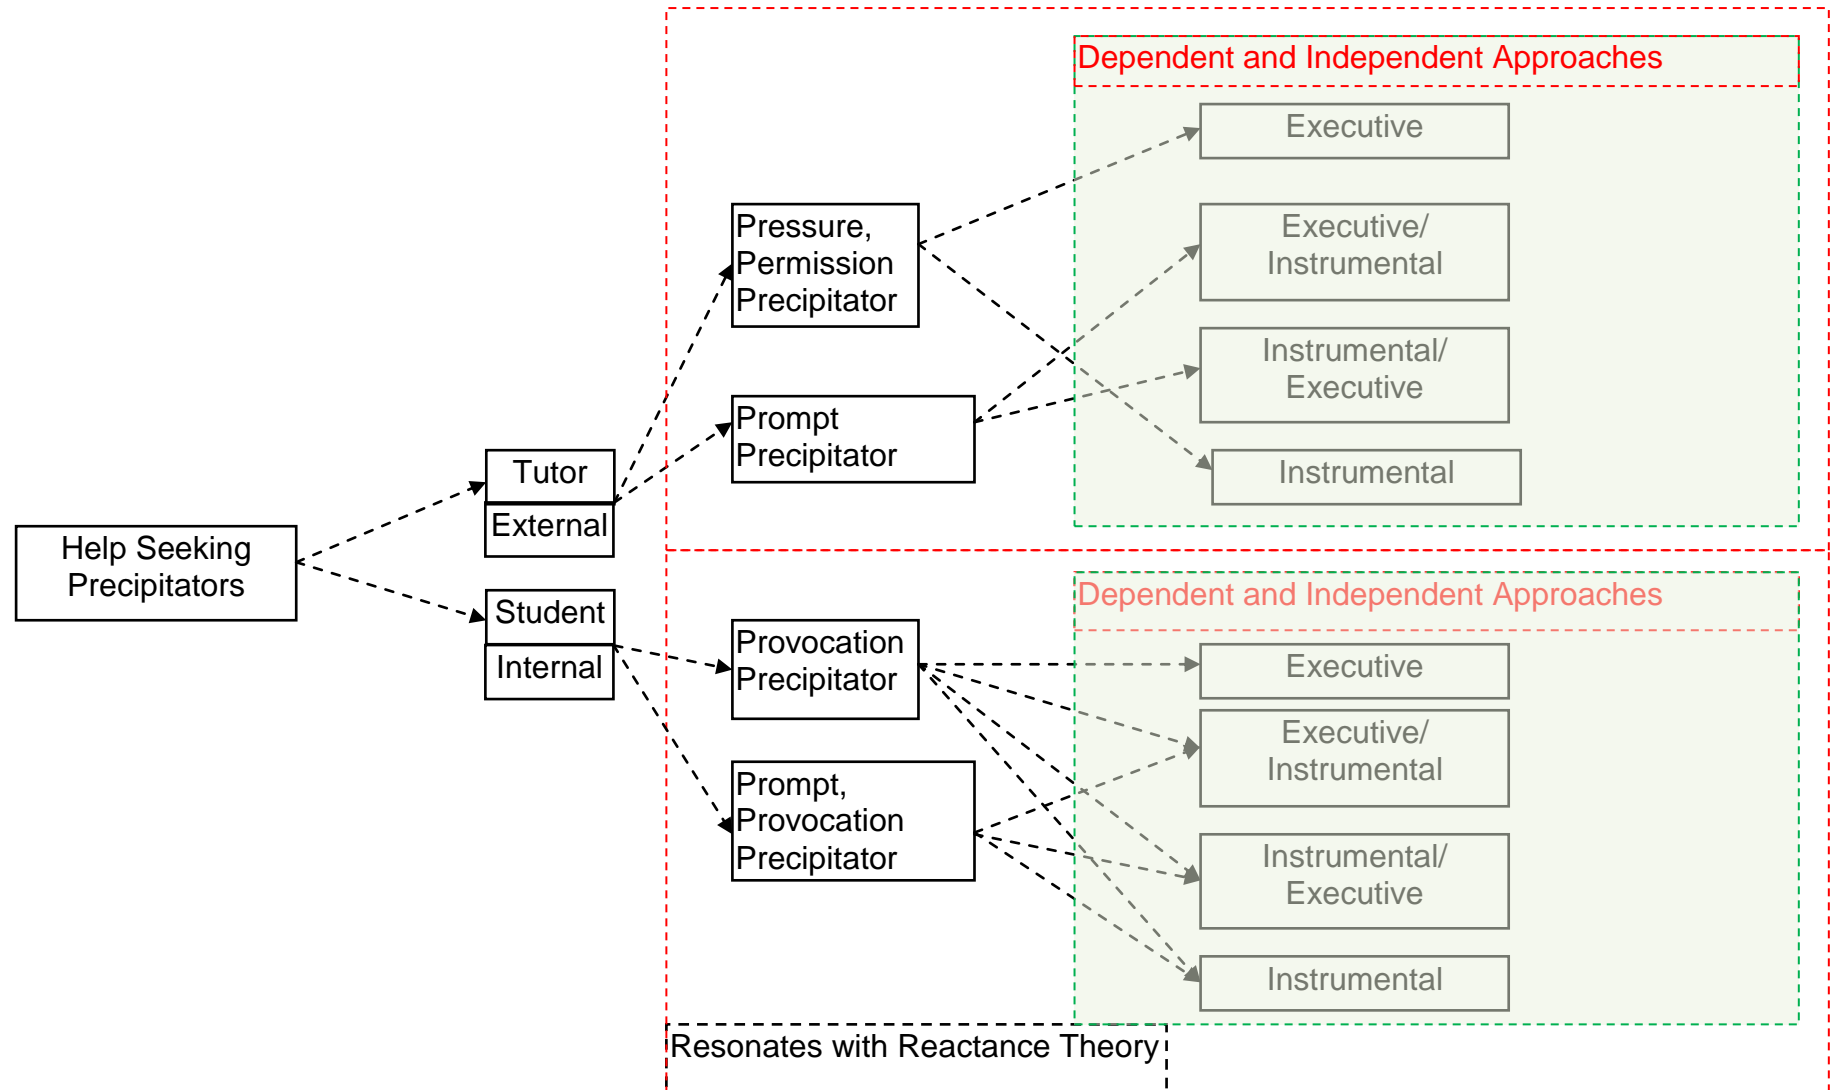 Dependent and Independent Approaches
Executive
Pressure,
Permission
Precipitator
Executive/
Instrumental
Instrumental/
Executive
Prompt
Precipitator
Instrumental
Tutor
External
Help Seeking
Precipitators
Student
Internal
Dependent and Independent Approaches
Provocation
Precipitator
Executive
Executive/
Instrumental
Prompt,
Provocation
Precipitator
Instrumental/
Executive
Instrumental
Resonates with Reactance Theory